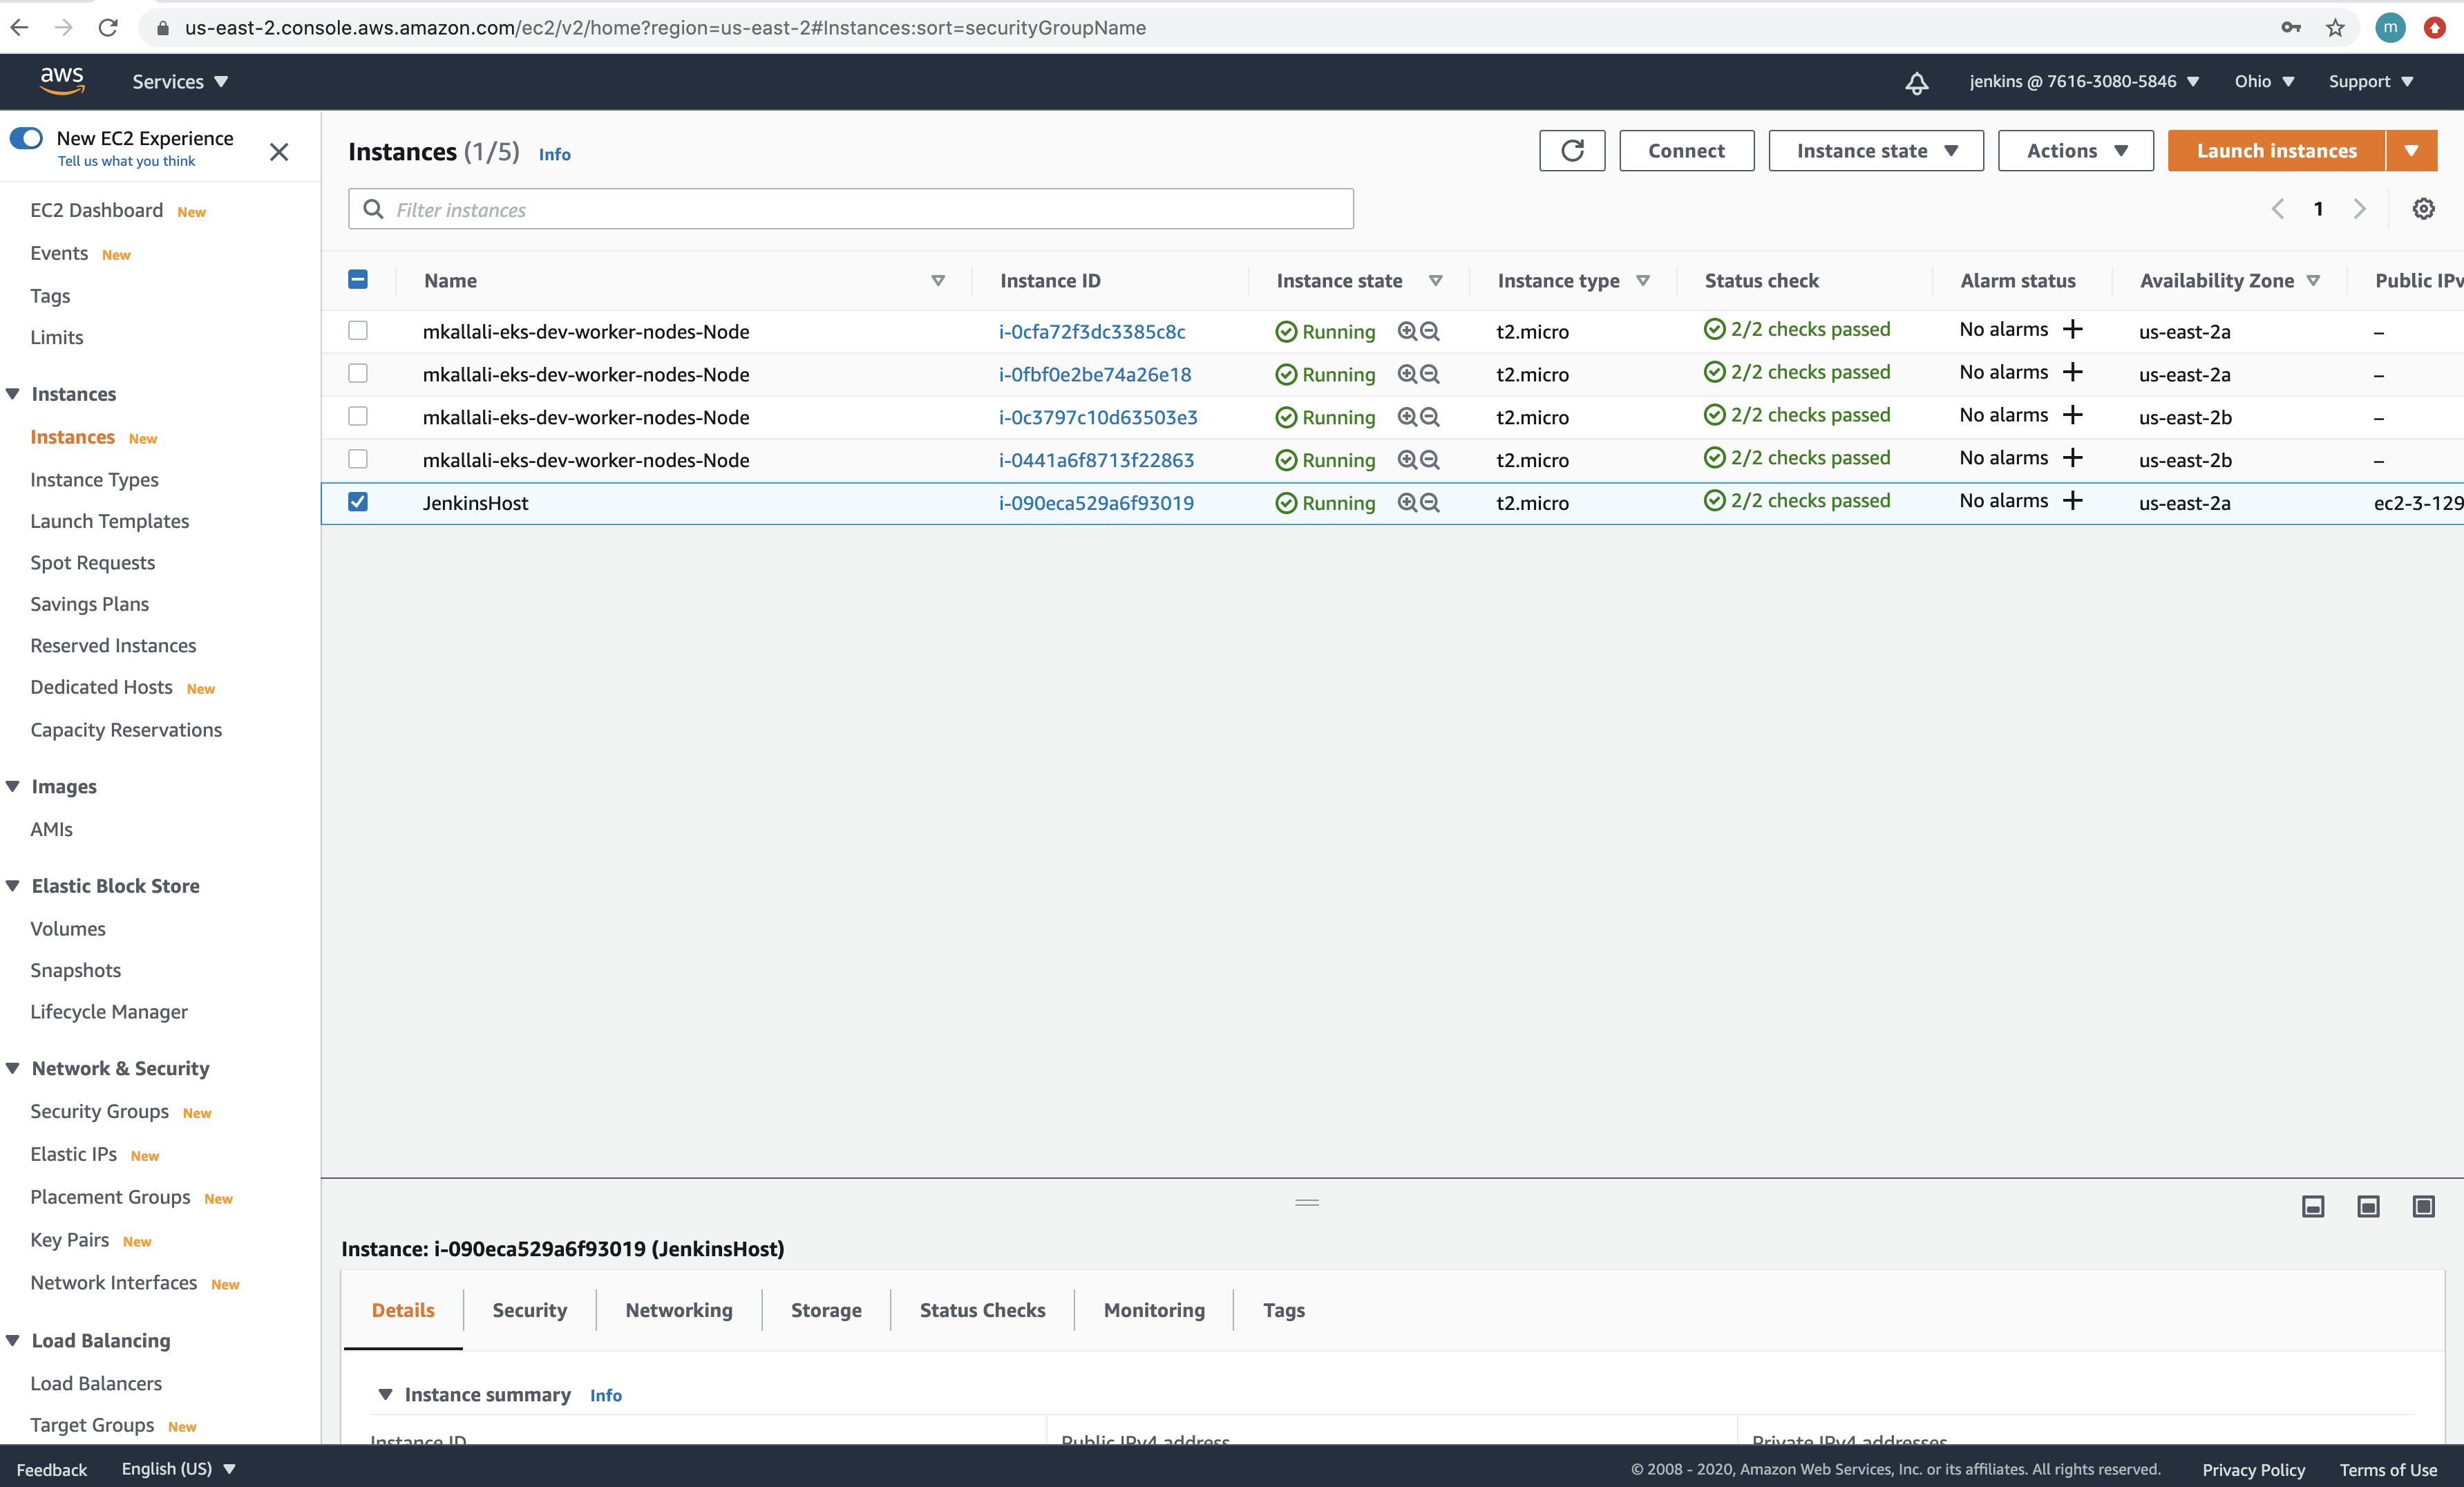 us-east-2.console.aws.amazon.com/ec2/v2/home?region=us-east-2#Instances:sort=securityGroupName
m
aws
Services
jenkins @ 7616-3080-5846
Ohio
Support
New EC2 Experience
Tell us what you think
EC2 Dashboard New
Events New
Tags
Limits
Instances
Instances New
Instance Types
Launch Templates
Spot Requests
Savings Plans
Reserved Instances
Dedicated Hosts New
Capacity Reservations
Images
AMIs
Elastic Block Store
Volumes
Snapshots
Lifecycle Manager
Network & Security
Security Groups New
Elastic IPs New
Placement Groups New
Key Pairs New
Network Interfaces New
Load Balancing
Load Balancers
Target Groups New
Instances (1/5) Info
Connect
Instance state
Actions
Launch instances
Filter instances
1
Name Instance ID Instance state Instance type Status check Alarm status Availability Zone Public IPv
mkallali-eks-dev-worker-nodes-Node i-0cfa72f3dc3385c8c Running t2.micro 2/2 checks passed No alarms + us-east-2a –
mkallali-eks-dev-worker-nodes-Node i-0fbf0e2be74a26e18 Running t2.micro 2/2 checks passed No alarms + us-east-2a –
mkallali-eks-dev-worker-nodes-Node i-0c3797c10d63503e3 Running t2.micro 2/2 checks passed No alarms + us-east-2b –
mkallali-eks-dev-worker-nodes-Node i-0441a6f8713f22863 Running t2.micro 2/2 checks passed No alarms + us-east-2b –
JenkinsHost i-090eca529a6f93019 Running t2.micro 2/2 checks passed No alarms + us-east-2a ec2-3-129
Instance: i-090eca529a6f93019 (JenkinsHost)
Details Security Networking Storage Status Checks Monitoring Tags
Instance summary Info
Instance ID Public IPv4 address Private IPv4 addresses
Feedback English (US) © 2008 - 2020, Amazon Web Services, Inc. or its affiliates. All rights reserved. Privacy Policy Terms of Use